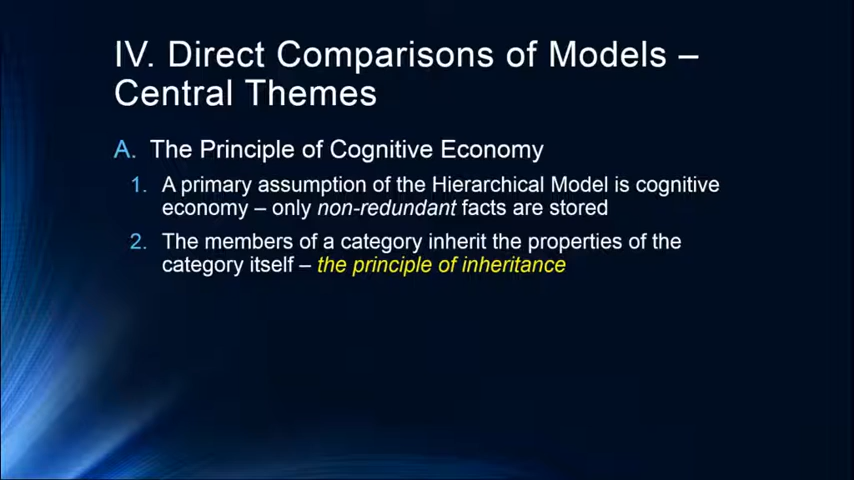 IV. Direct Comparisons of Models –
Central Themes
A. The Principle of Cognitive Economy
1. A primary assumption of the Hierarchical Model is cognitive
economy – only non-redundant facts are stored
2. The members of a category inherit the properties of the
category itself – the principle of inheritance